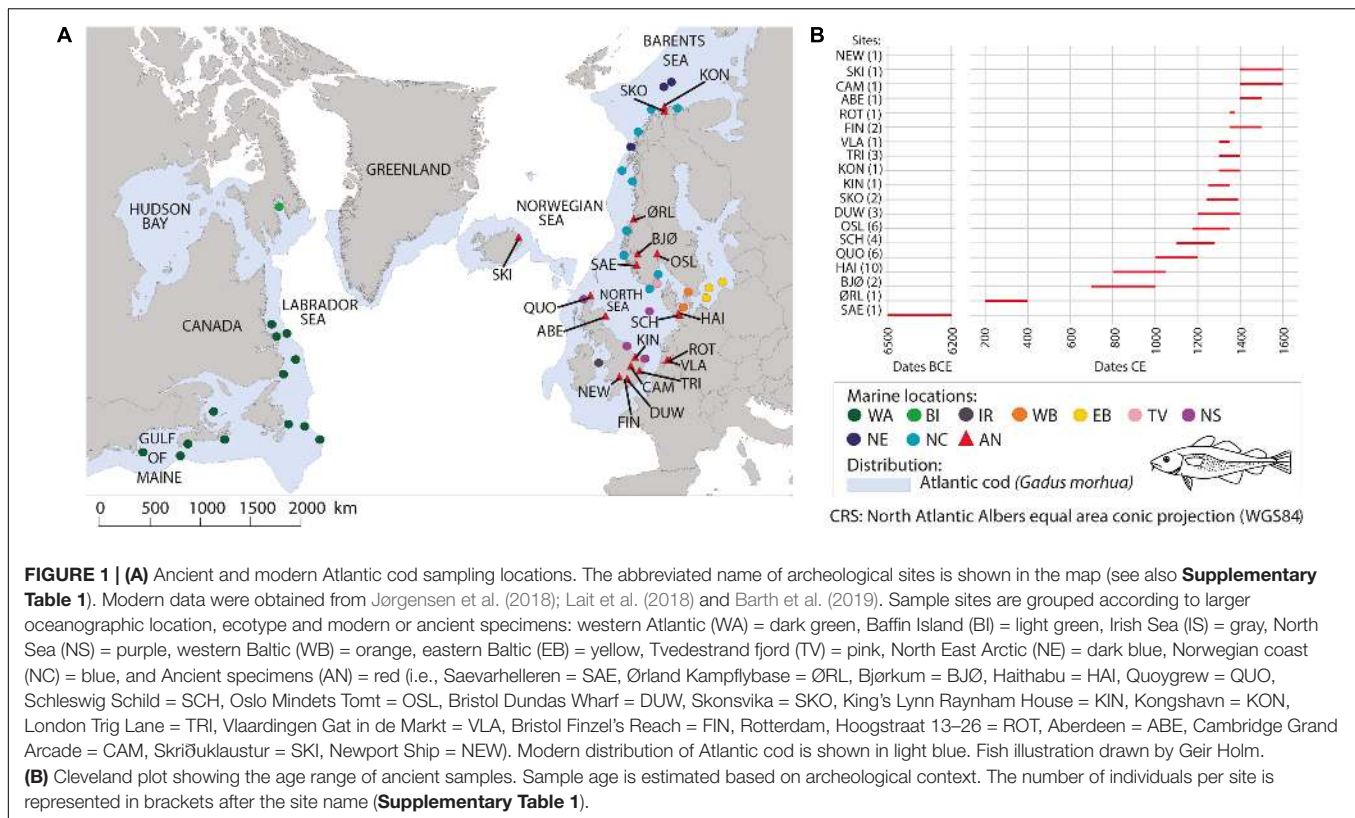 A
BARENTS
SEA
KON
SKO
GREENLAND
HUDSON
BAY
NORWEGIAN
SEA
ØRL
BJØ
OSL
SKI
SAE
LABRADOR
SEA
CANADA
QUO
NORTH
SEA
ABE
SCH
HAI
KIN
ROT
VLA
NEW
CAM
TRI
FIN
DUW
GULF
OF
MAINE
0 500 1000 1500 2000 km
B
Sites:
NEW (1)
SKI (1)
CAM (1)
ABE (1)
ROT (1)
FIN (2)
VLA (1)
TRI (3)
KON (1)
KIN (1)
SKO (2)
DUW (3)
OSL (6)
SCH (4)
QUO (6)
HAI (10)
BJØ (2)
ØRL (1)
SAE (1)
6500 6200 200 400 600 800 1000 1200 1400 1600
Dates BCE Dates CE
Marine locations:
WA BI IR WB EB TV NS
NE NC AN
Distribution:
Atlantic cod (Gadus morhua)
CRS: North Atlantic Albers equal area conic projection (WGS84)
FIGURE 1 | (A) Ancient and modern Atlantic cod sampling locations. The abbreviated name of archeological sites is shown in the map (see also Supplementary
Table 1). Modern data were obtained from Jørgensen et al. (2018); Lait et al. (2018) and Barth et al. (2019). Sample sites are grouped according to larger
oceanographic location, ecotype and modern or ancient specimens: western Atlantic (WA) = dark green, Baffin Island (BI) = light green, Irish Sea (IS) = gray, North
Sea (NS) = purple, western Baltic (WB) = orange, eastern Baltic (EB) = yellow, Tvedestrand fjord (TV) = pink, North East Arctic (NE) = dark blue, Norwegian coast
(NC) = blue, and Ancient specimens (AN) = red (i.e., Saevarhelleren = SAE, Ørland Kampflybase = ØRL, Bjørkum = BJØ, Haithabu = HAI, Quoygrew = QUO,
Schleswig Schild = SCH, Oslo Mindets Tomt = OSL, Bristol Dundas Wharf = DUW, Skonsvika = SKO, King's Lynn Raynham House = KIN, Kongshavn = KON,
London Trig Lane = TRI, Vlaardingen Gat in de Markt = VLA, Bristol Finzel's Reach = FIN, Rotterdam, Hoogstraat 13–26 = ROT, Aberdeen = ABE, Cambridge Grand
Arcade = CAM, Skriðuklaustur = SKI, Newport Ship = NEW). Modern distribution of Atlantic cod is shown in light blue. Fish illustration drawn by Geir Holm.
(B) Cleveland plot showing the age range of ancient samples. Sample age is estimated based on archeological context. The number of individuals per site is
represented in brackets after the site name (Supplementary Table 1).